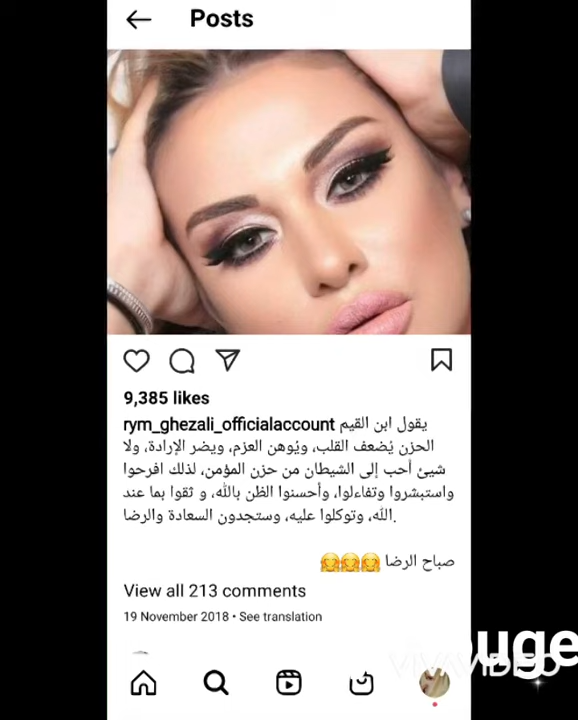 Posts
9,385 likes
rym_ghezali_officialaccount يقول ابن القيم
الحزن يُضعف القلب، ويُوهن العزم، ويضر الإرادة، ولا
شيئ أحب إلى الشيطان من حزن المؤمن، لذلك افرحوا
واستبشروا وتفاءلوا، وأحسنوا الظن بالله، و ثقوا بما عند
الله، وتوكلوا عليه، وستجدون السعادة والرضا.
صباح الرضا 🤗🤗🤗
View all 213 comments
19 November 2018 • See translation
VIVAVIDEO